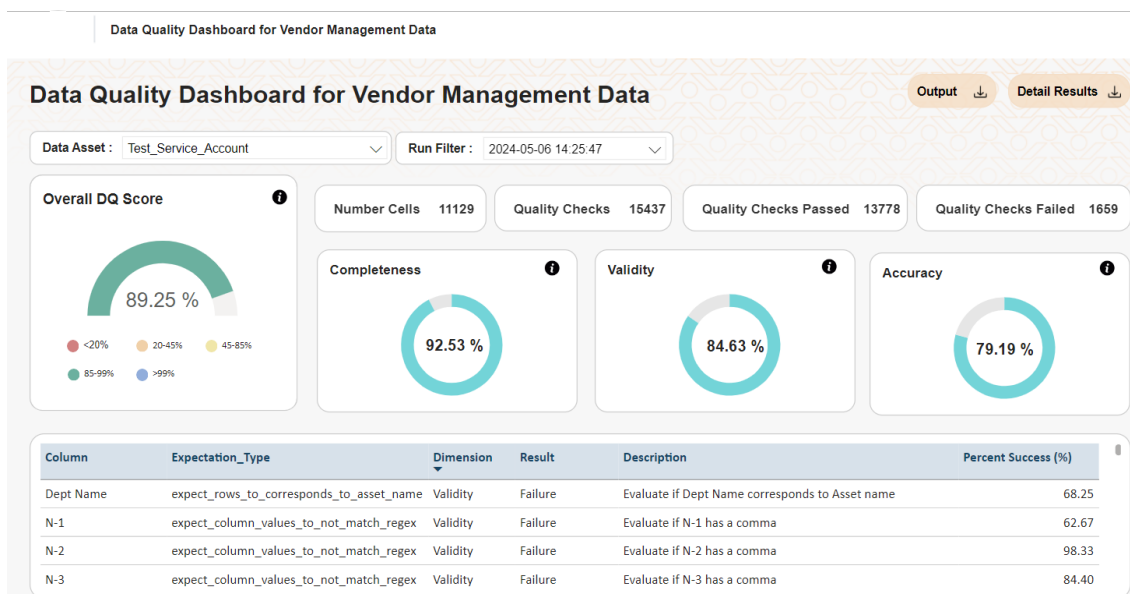 Data Quality Dashboard for Vendor Management Data
Data Quality Dashboard for Vendor Management Data
Output
Detail Results
Data Asset : Test_Service_Account
Run Filter : 2024-05-06 14:25:47
Overall DQ Score
89.25 %
<20% 20-45% 45-85%
85-99% >99%
Number Cells 11129
Quality Checks 15437
Quality Checks Passed 13778
Quality Checks Failed 1659
Completeness
92.53 %
Validity
84.63 %
Accuracy
79.19 %
Column Expectation_Type Dimension Result Description Percent Success (%)
Dept Name expect_rows_to_corresponds_to_asset_name Validity Failure Evaluate if Dept Name corresponds to Asset name 68.25
N-1 expect_column_values_to_not_match_regex Validity Failure Evaluate if N-1 has a comma 62.67
N-2 expect_column_values_to_not_match_regex Validity Failure Evaluate if N-2 has a comma 98.33
N-3 expect_column_values_to_not_match_regex Validity Failure Evaluate if N-3 has a comma 84.40